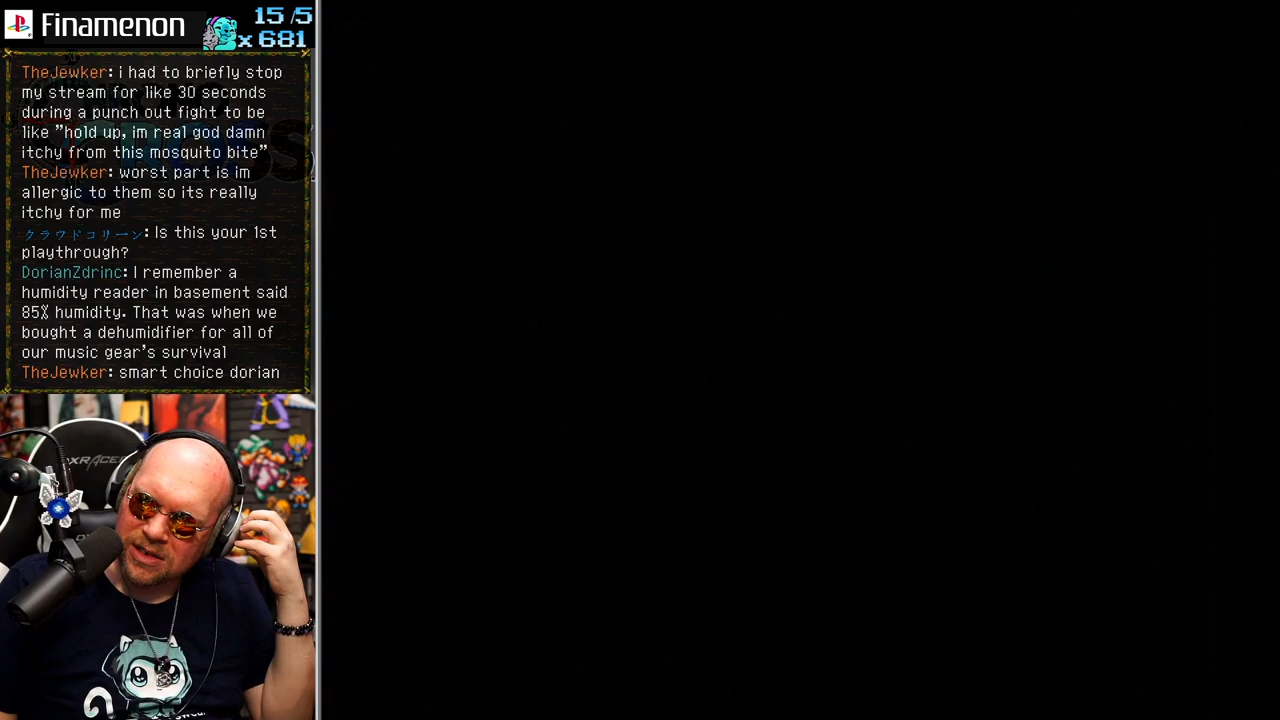 Finamenon
15/5
x681
TheJewker: i had to briefly stop
my stream for like 30 seconds
during a punch out fight to be
like "hold up, im real god damn
itchy from this mosquito bite"
TheJewker: worst part is im
allergic to them so its really
itchy for me
クラウドコリーン: Is this your 1st
playthrough?
DorianZdrinc: I remember a
humidity reader in basement said
85% humidity. That was when we
bought a dehumidifier for all of
our music gear's survival
TheJewker: smart choice dorian
DXRACER